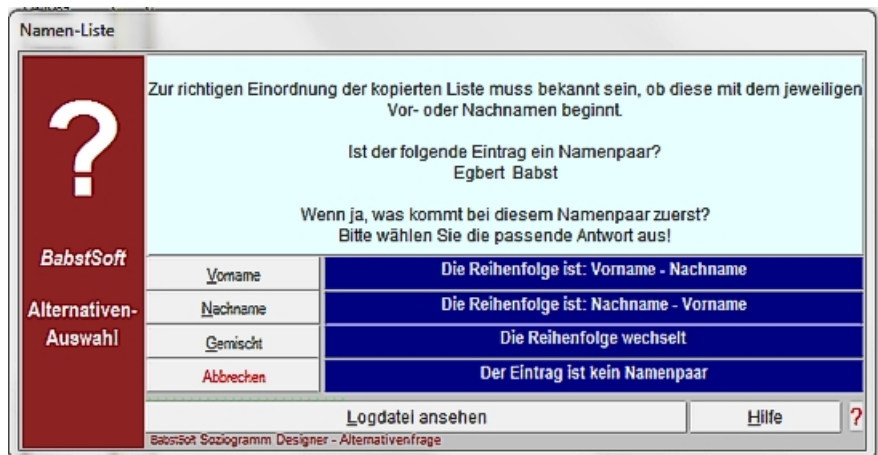 Namen-Liste
Zur richtigen Einordnung der kopierten Liste muss bekannt sein, ob diese mit dem jeweiligen
Vor- oder Nachnamen beginnt.
Ist der folgende Eintrag ein Namenpaar?
Egbert Babst
Wenn ja, was kommt bei diesem Namenpaar zuerst?
Bitte wählen Sie die passende Antwort aus!
?
BabstSoft
Alternativen-
Auswahl
Vorname Die Reihenfolge ist: Vorname - Nachname
Nachname Die Reihenfolge ist: Nachname - Vorname
Gemischt Die Reihenfolge wechselt
Abbrechen Der Eintrag ist kein Namenpaar
Logdatei ansehen Hilfe ?
BabstSoft Soziogramm Designer - Alternativenfrage